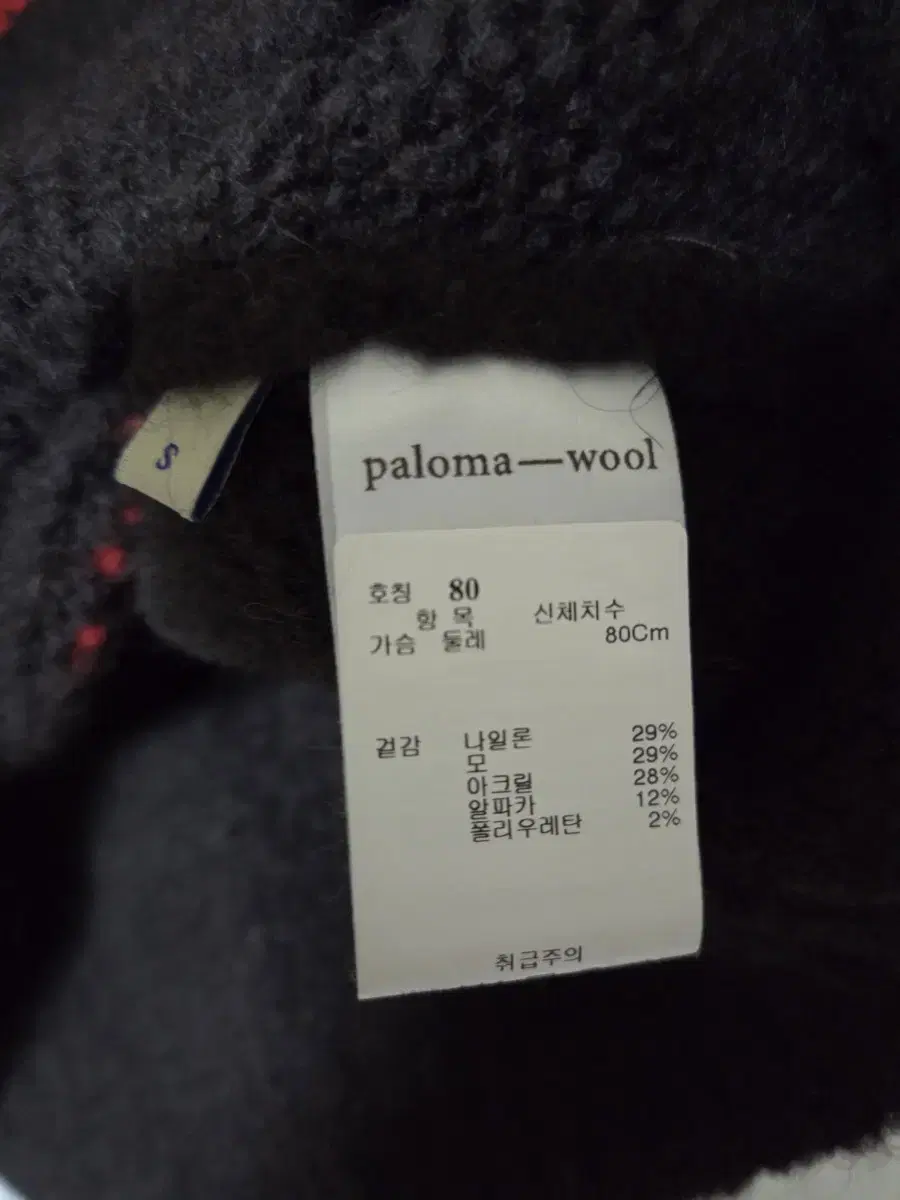 S
paloma—wool
호칭 80
항 목 신체치수
가슴 둘레 80Cm
겉감 나일론 29%
모 29%
아크릴 28%
알파카 12%
폴리우레탄 2%
취급주의